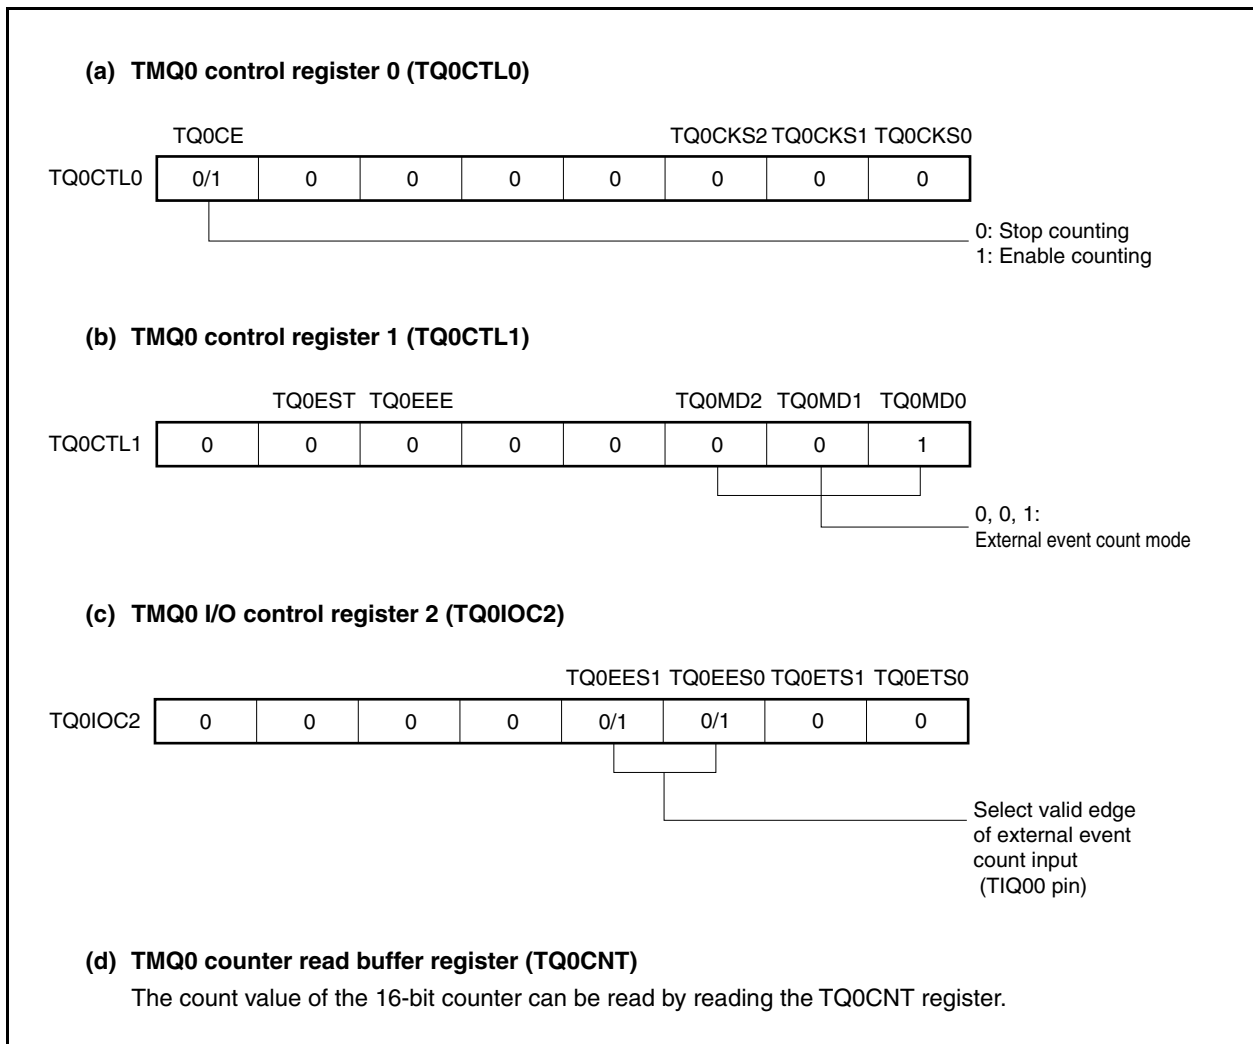 (a) TMQ0 control register 0 (TQ0CTL0)
TQ0CE TQ0CKS2 TQ0CKS1 TQ0CKS0
TQ0CTL0 0/1 0 0 0 0 0 0 0
0: Stop counting
1: Enable counting
(b) TMQ0 control register 1 (TQ0CTL1)
TQ0EST TQ0EEE TQ0MD2 TQ0MD1 TQ0MD0
TQ0CTL1 0 0 0 0 0 0 0 1
0, 0, 1:
External event count mode
(c) TMQ0 I/O control register 2 (TQ0IOC2)
TQ0EES1 TQ0EES0 TQ0ETS1 TQ0ETS0
TQ0IOC2 0 0 0 0 0/1 0/1 0 0
Select valid edge
of external event
count input
(TIQ00 pin)
(d) TMQ0 counter read buffer register (TQ0CNT)
The count value of the 16-bit counter can be read by reading the TQ0CNT register.